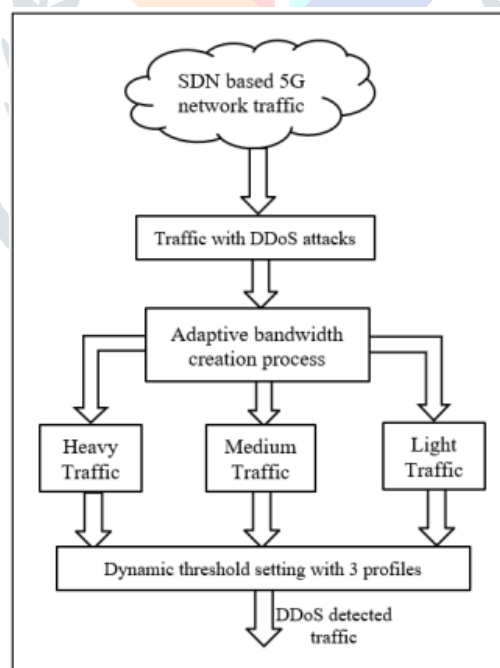 SDN based 5G
network traffic
Traffic with DDoS attacks
Adaptive bandwidth
creation process
Heavy
Traffic
Medium
Traffic
Light
Traffic
Dynamic threshold setting with 3 profiles
DDoS detected
traffic